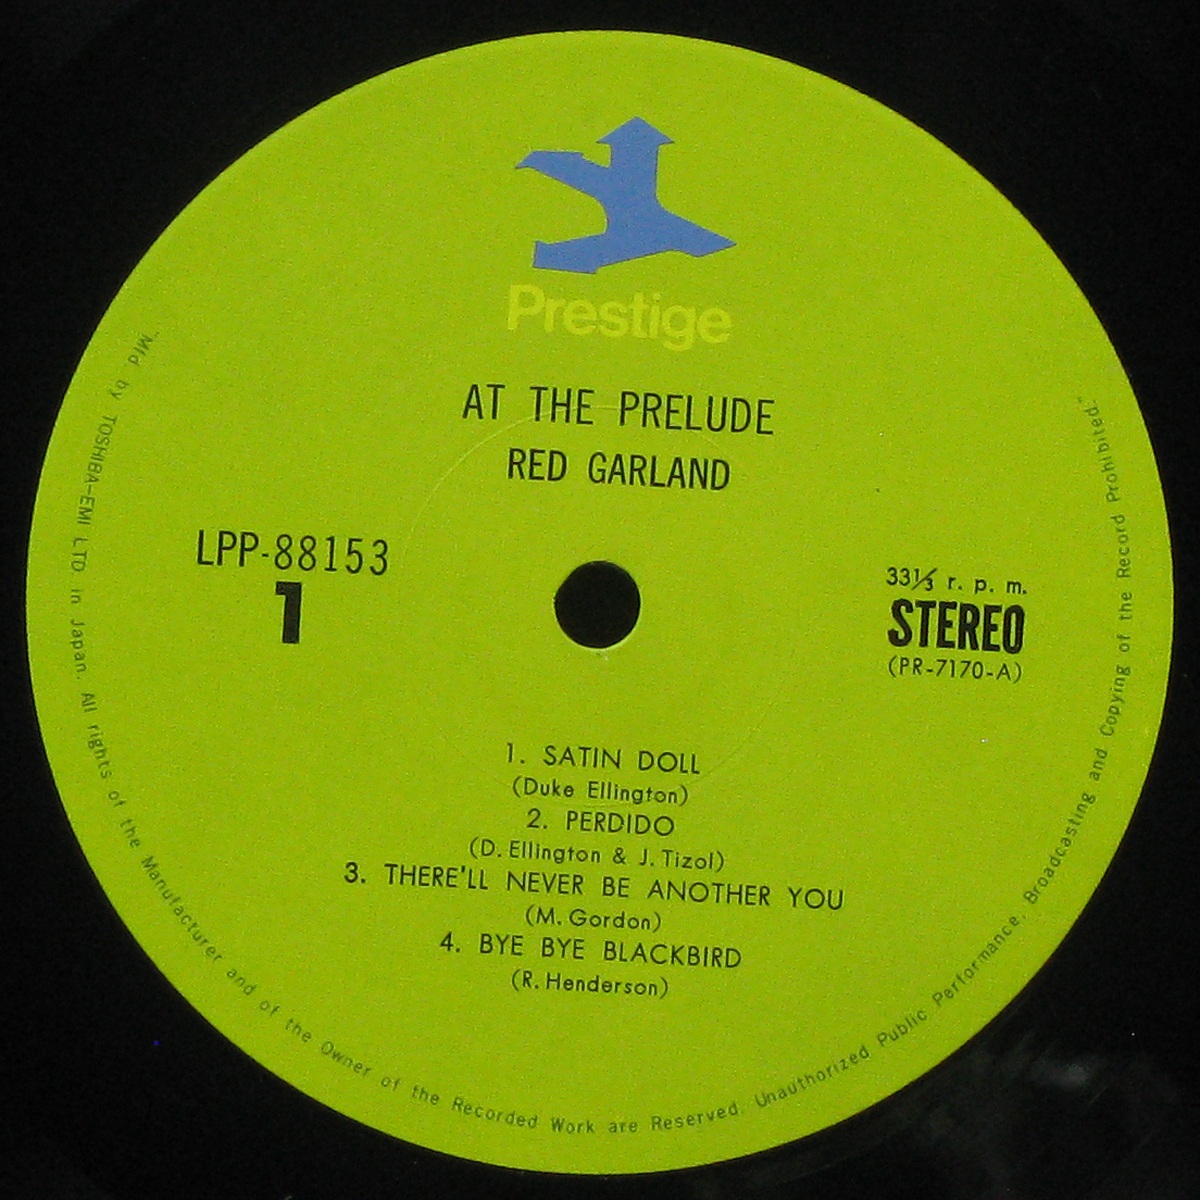 Prestige
AT THE PRELUDE
RED GARLAND
LPP-88153
1
33⅓ r. p. m.
STEREO
(PR-7170-A)
1. SATIN DOLL
(Duke Ellington)
2. PERDIDO
(D. Ellington & J. Tizol)
3. THERE'LL NEVER BE ANOTHER YOU
(M. Gordon)
4. BYE BYE BLACKBIRD
(R. Henderson)
"Mfd. by TOSHIBA-EMI LTD. in Japan. All rights of the Manufacturer and of the Owner of the Recorded Work are Reserved. Unauthorized Public Performance, Broadcasting and Copying of the Record Prohibited."